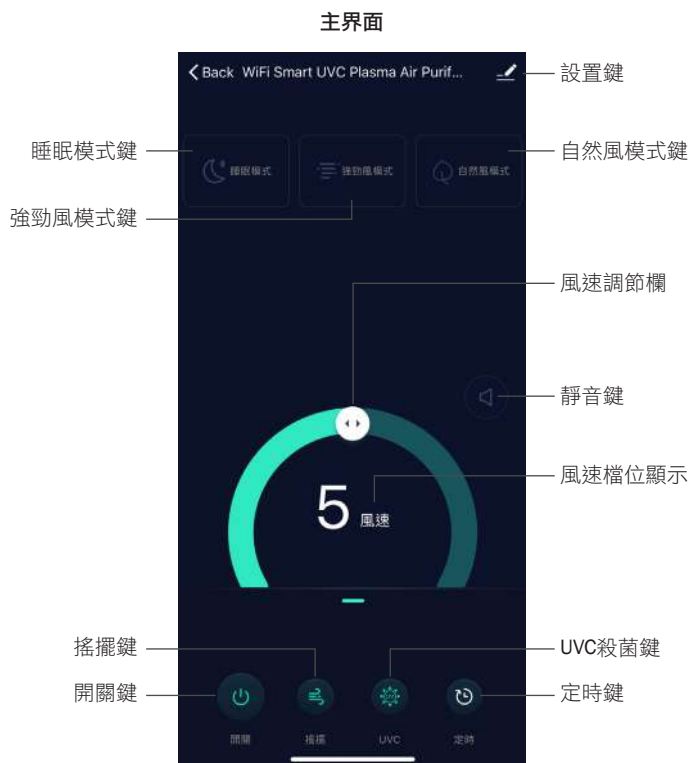 主界面
Back WiFi Smart UVC Plasma Air Purif...
設置鍵
睡眠模式鍵
自然風模式鍵
睡眠模式
強勁風模式
自然風模式
強勁風模式鍵
風速調節欄
靜音鍵
風速檔位顯示
5 風速
搖擺鍵
UVC殺菌鍵
開關鍵
定時鍵
開關
搖擺
UVC
定時